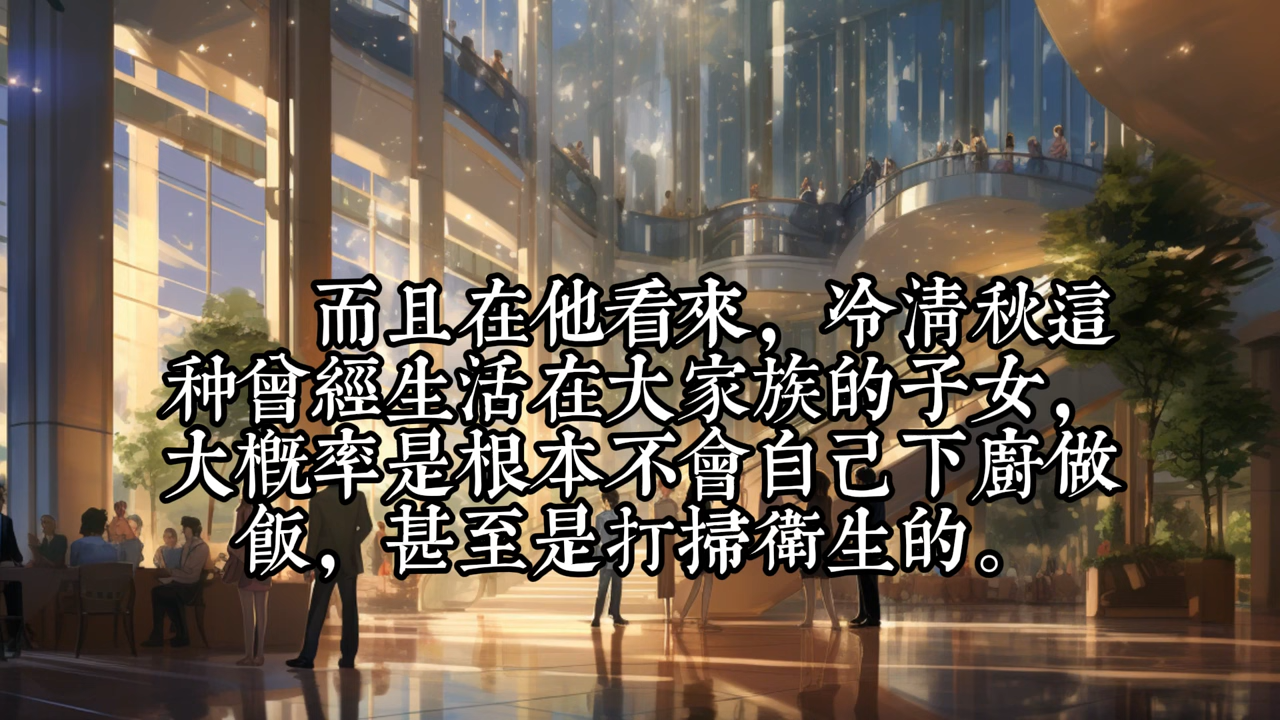 而且在他看來，冷清秋這
种曾經生活在大家族的子女，
大概率是根本不會自己下廚做
飯，甚至是打掃衛生的。